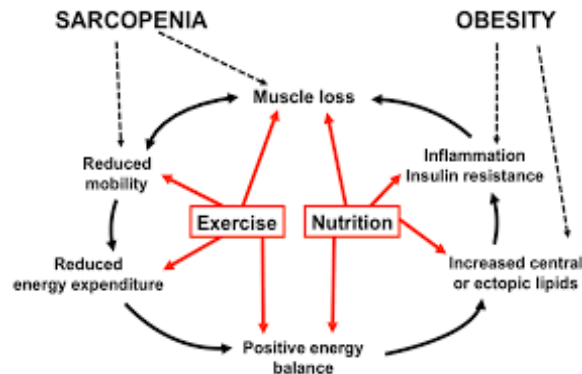 SARCOPENIA
OBESITY
Muscle loss
Reduced
mobility
Inflammation
Insulin resistance
Exercise
Nutrition
Reduced
energy expenditure
Increased central
or ectopic lipids
Positive energy
balance